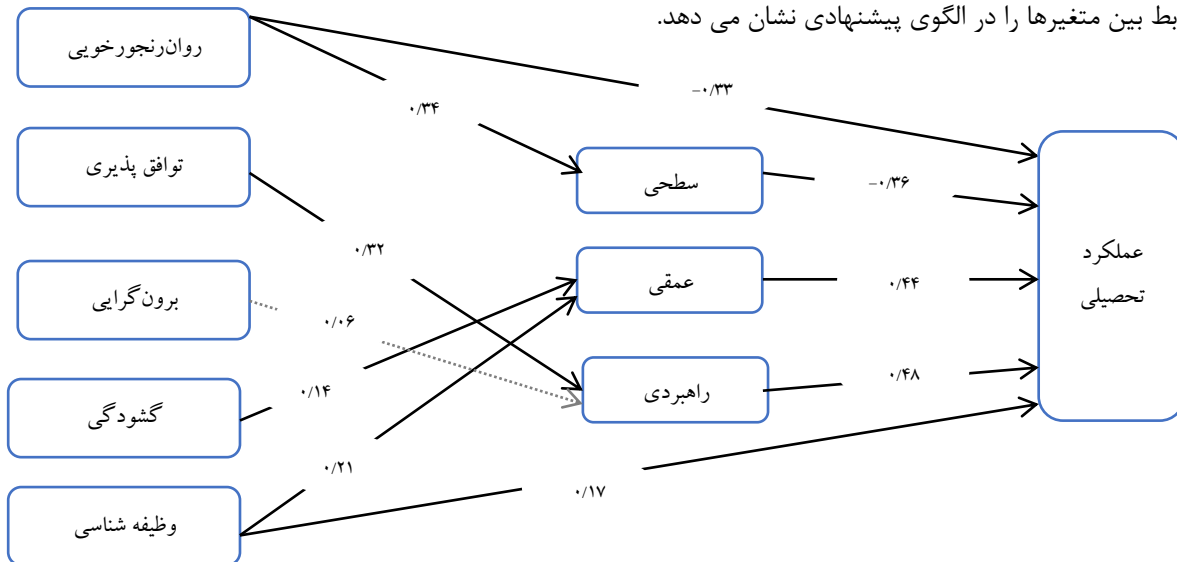 بط بین متغیرها را در الگوی پیشنهادی نشان می دهد.
روان‌رنجورخویی
-۰/۳۳
۰/۳۴
توافق پذیری
سطحی
-۰/۳۶
۰/۳۲
عملکرد
تحصیلی
برون‌گرایی
عمقی
۰/۴۴
۰/۰۶
۰/۱۴
راهبردی
۰/۴۸
گشودگی
۰/۲۱
۰/۱۷
وظیفه شناسی